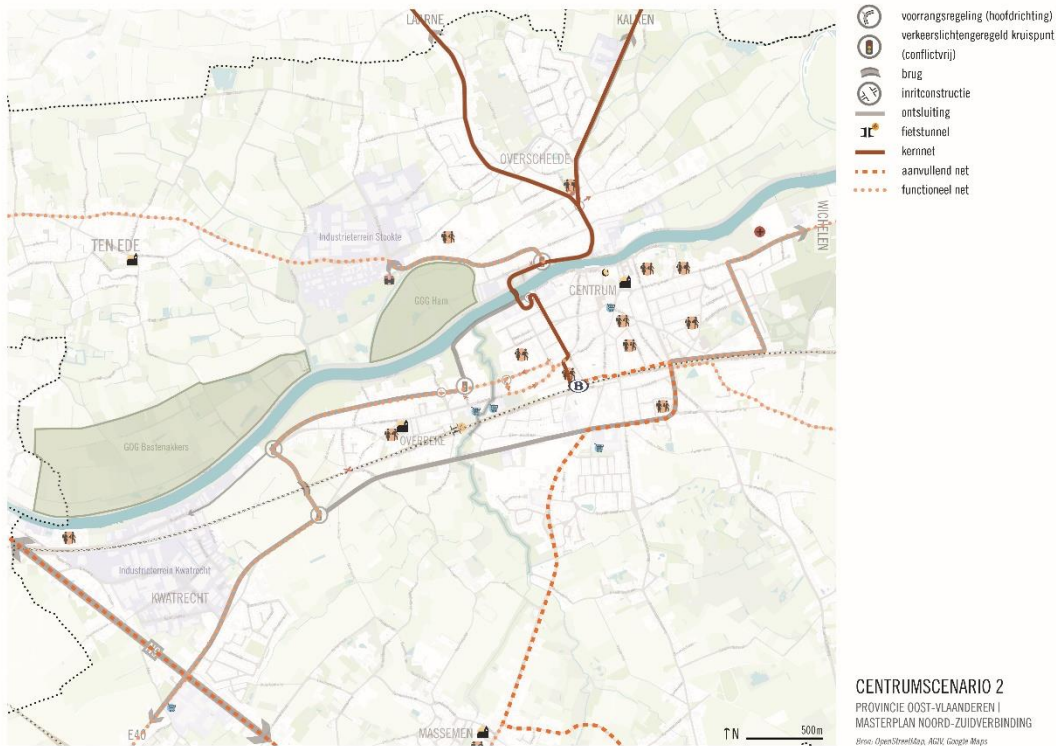 LAARNE
KALKEN
OVERSCHELDE
WICHELEN
Industrieterrein Stookte
TEN EDE
GGG Ham
CENTRUM
B
OVERBEKE
GOG Bastenakkers
Industrieterrein Kwatrecht
KWATRECHT
E40
MASSEMEN
N
500m
voorrangsregeling (hoofdrichting)
verkeerslichtengeregeld kruispunt
(conflictvrij)
brug
inritconstructie
ontsluiting
fietstunnel
kernnet
aanvullend net
functioneel net
CENTRUMSCENARIO 2
PROVINCIE OOST-VLAANDEREN |
MASTERPLAN NOORD-ZUIDVERBINDING
Bron: OpenStreetMap, AGIV, Google Maps